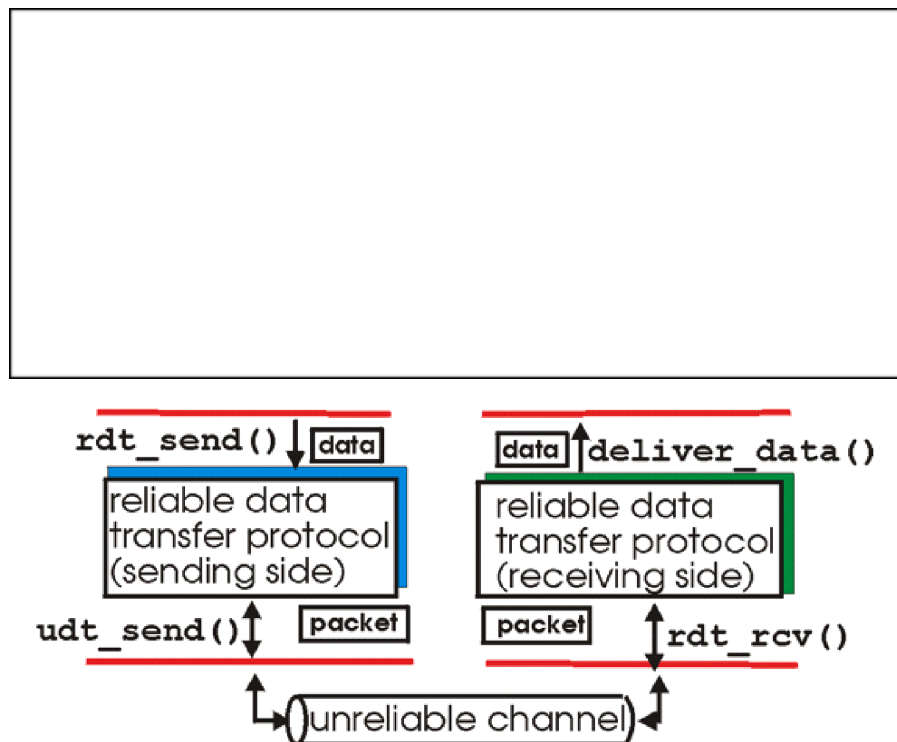 rdt_send()
data
data
deliver_data()
reliable data
transfer protocol
(sending side)
reliable data
transfer protocol
(receiving side)
udt_send()
packet
packet
rdt_rcv()
unreliable channel